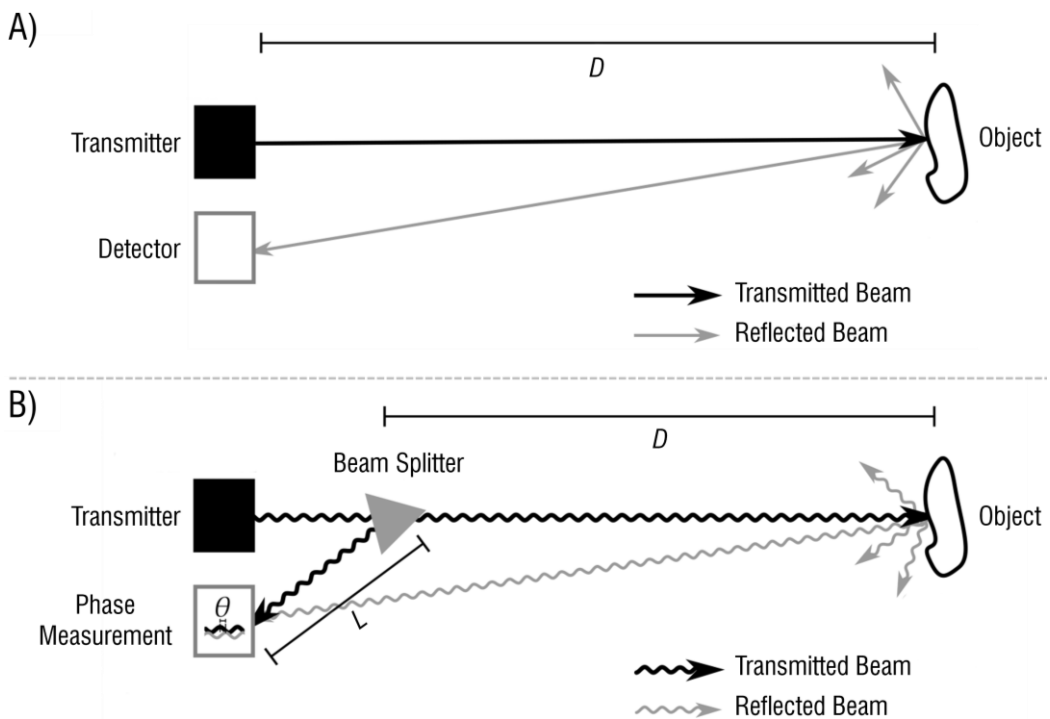 A)
D
Transmitter
Object
Detector
Transmitted Beam
Reflected Beam
B)
D
Beam Splitter
Transmitter
Object
Phase
Measurement
θ
L
Transmitted Beam
Reflected Beam